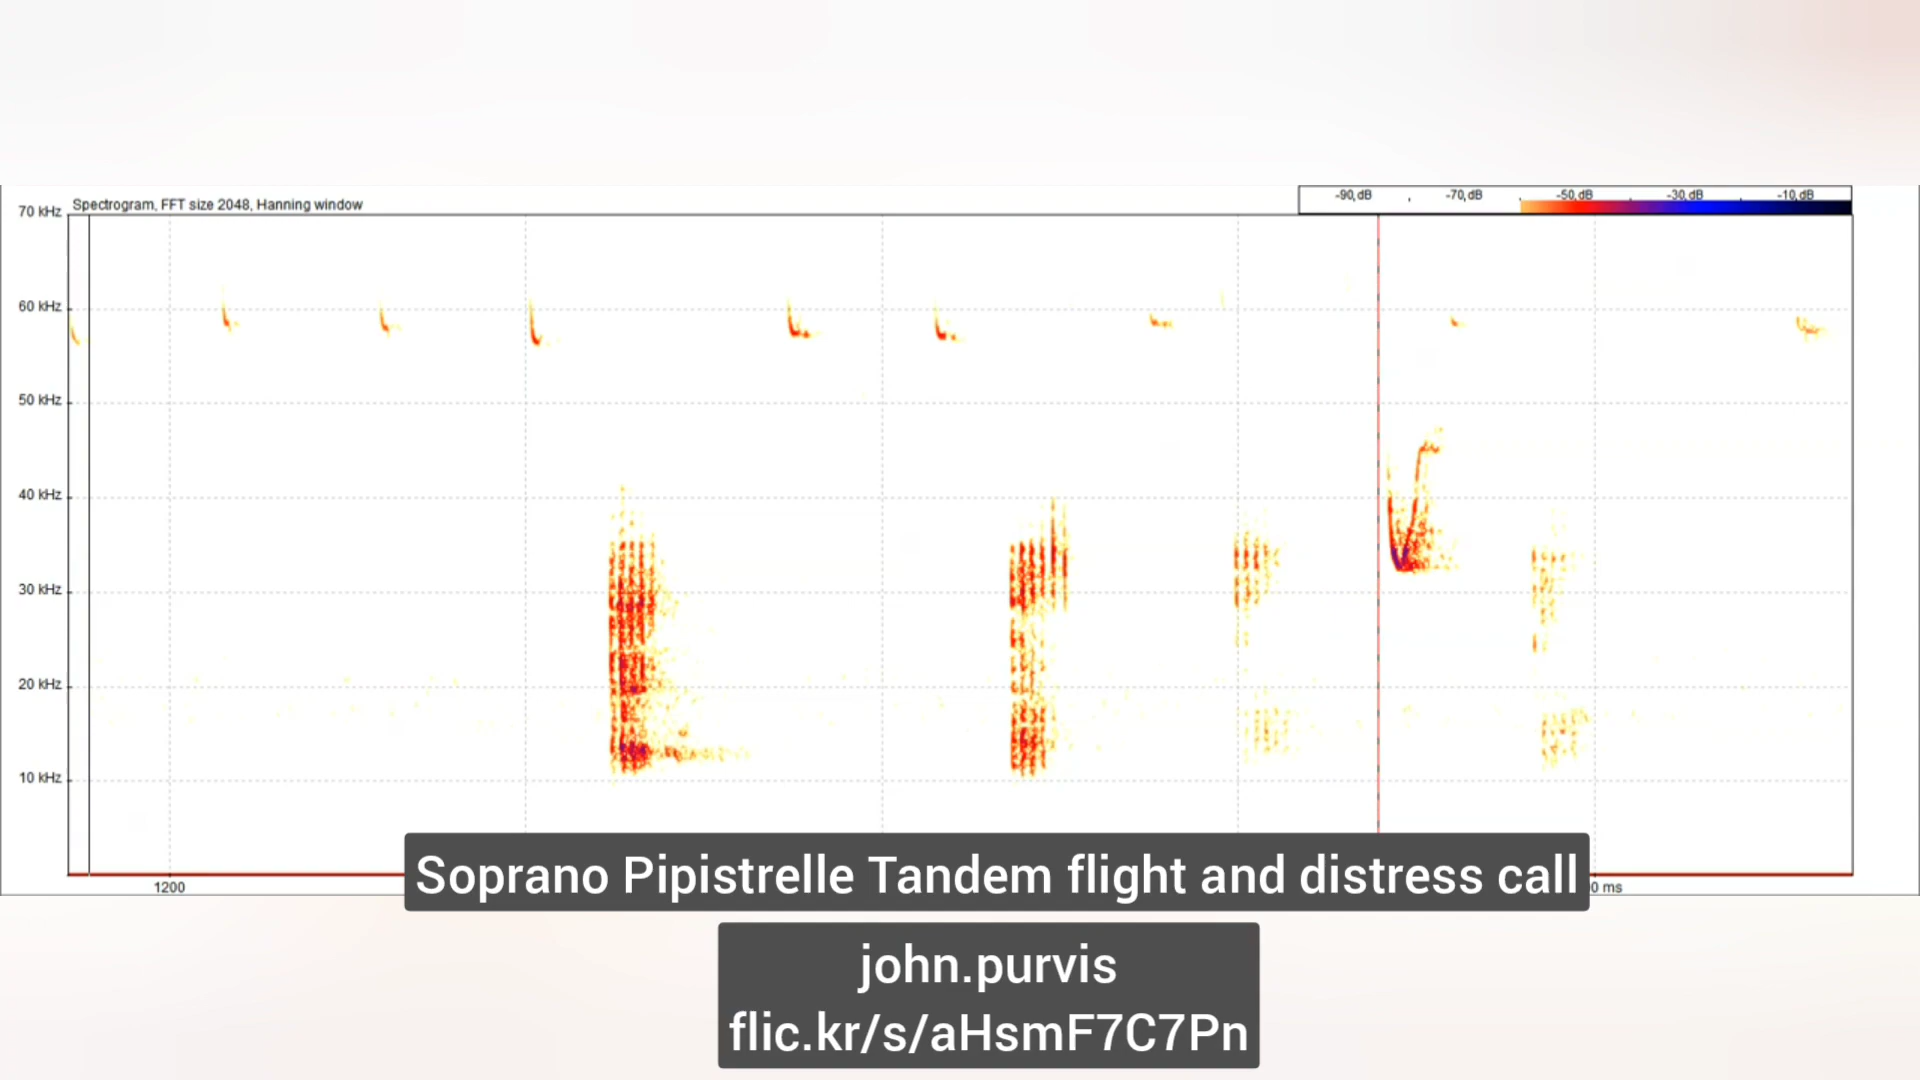 Spectrogram, FFT size 2048, Hanning window
-90,dB -70,dB -50,dB -30,dB -10,dB
70 kHz
60 kHz
50 kHz
40 kHz
30 kHz
20 kHz
10 kHz
1200
0 ms
Soprano Pipistrelle Tandem flight and distress call
john.purvis
flic.kr/s/aHsmF7C7Pn